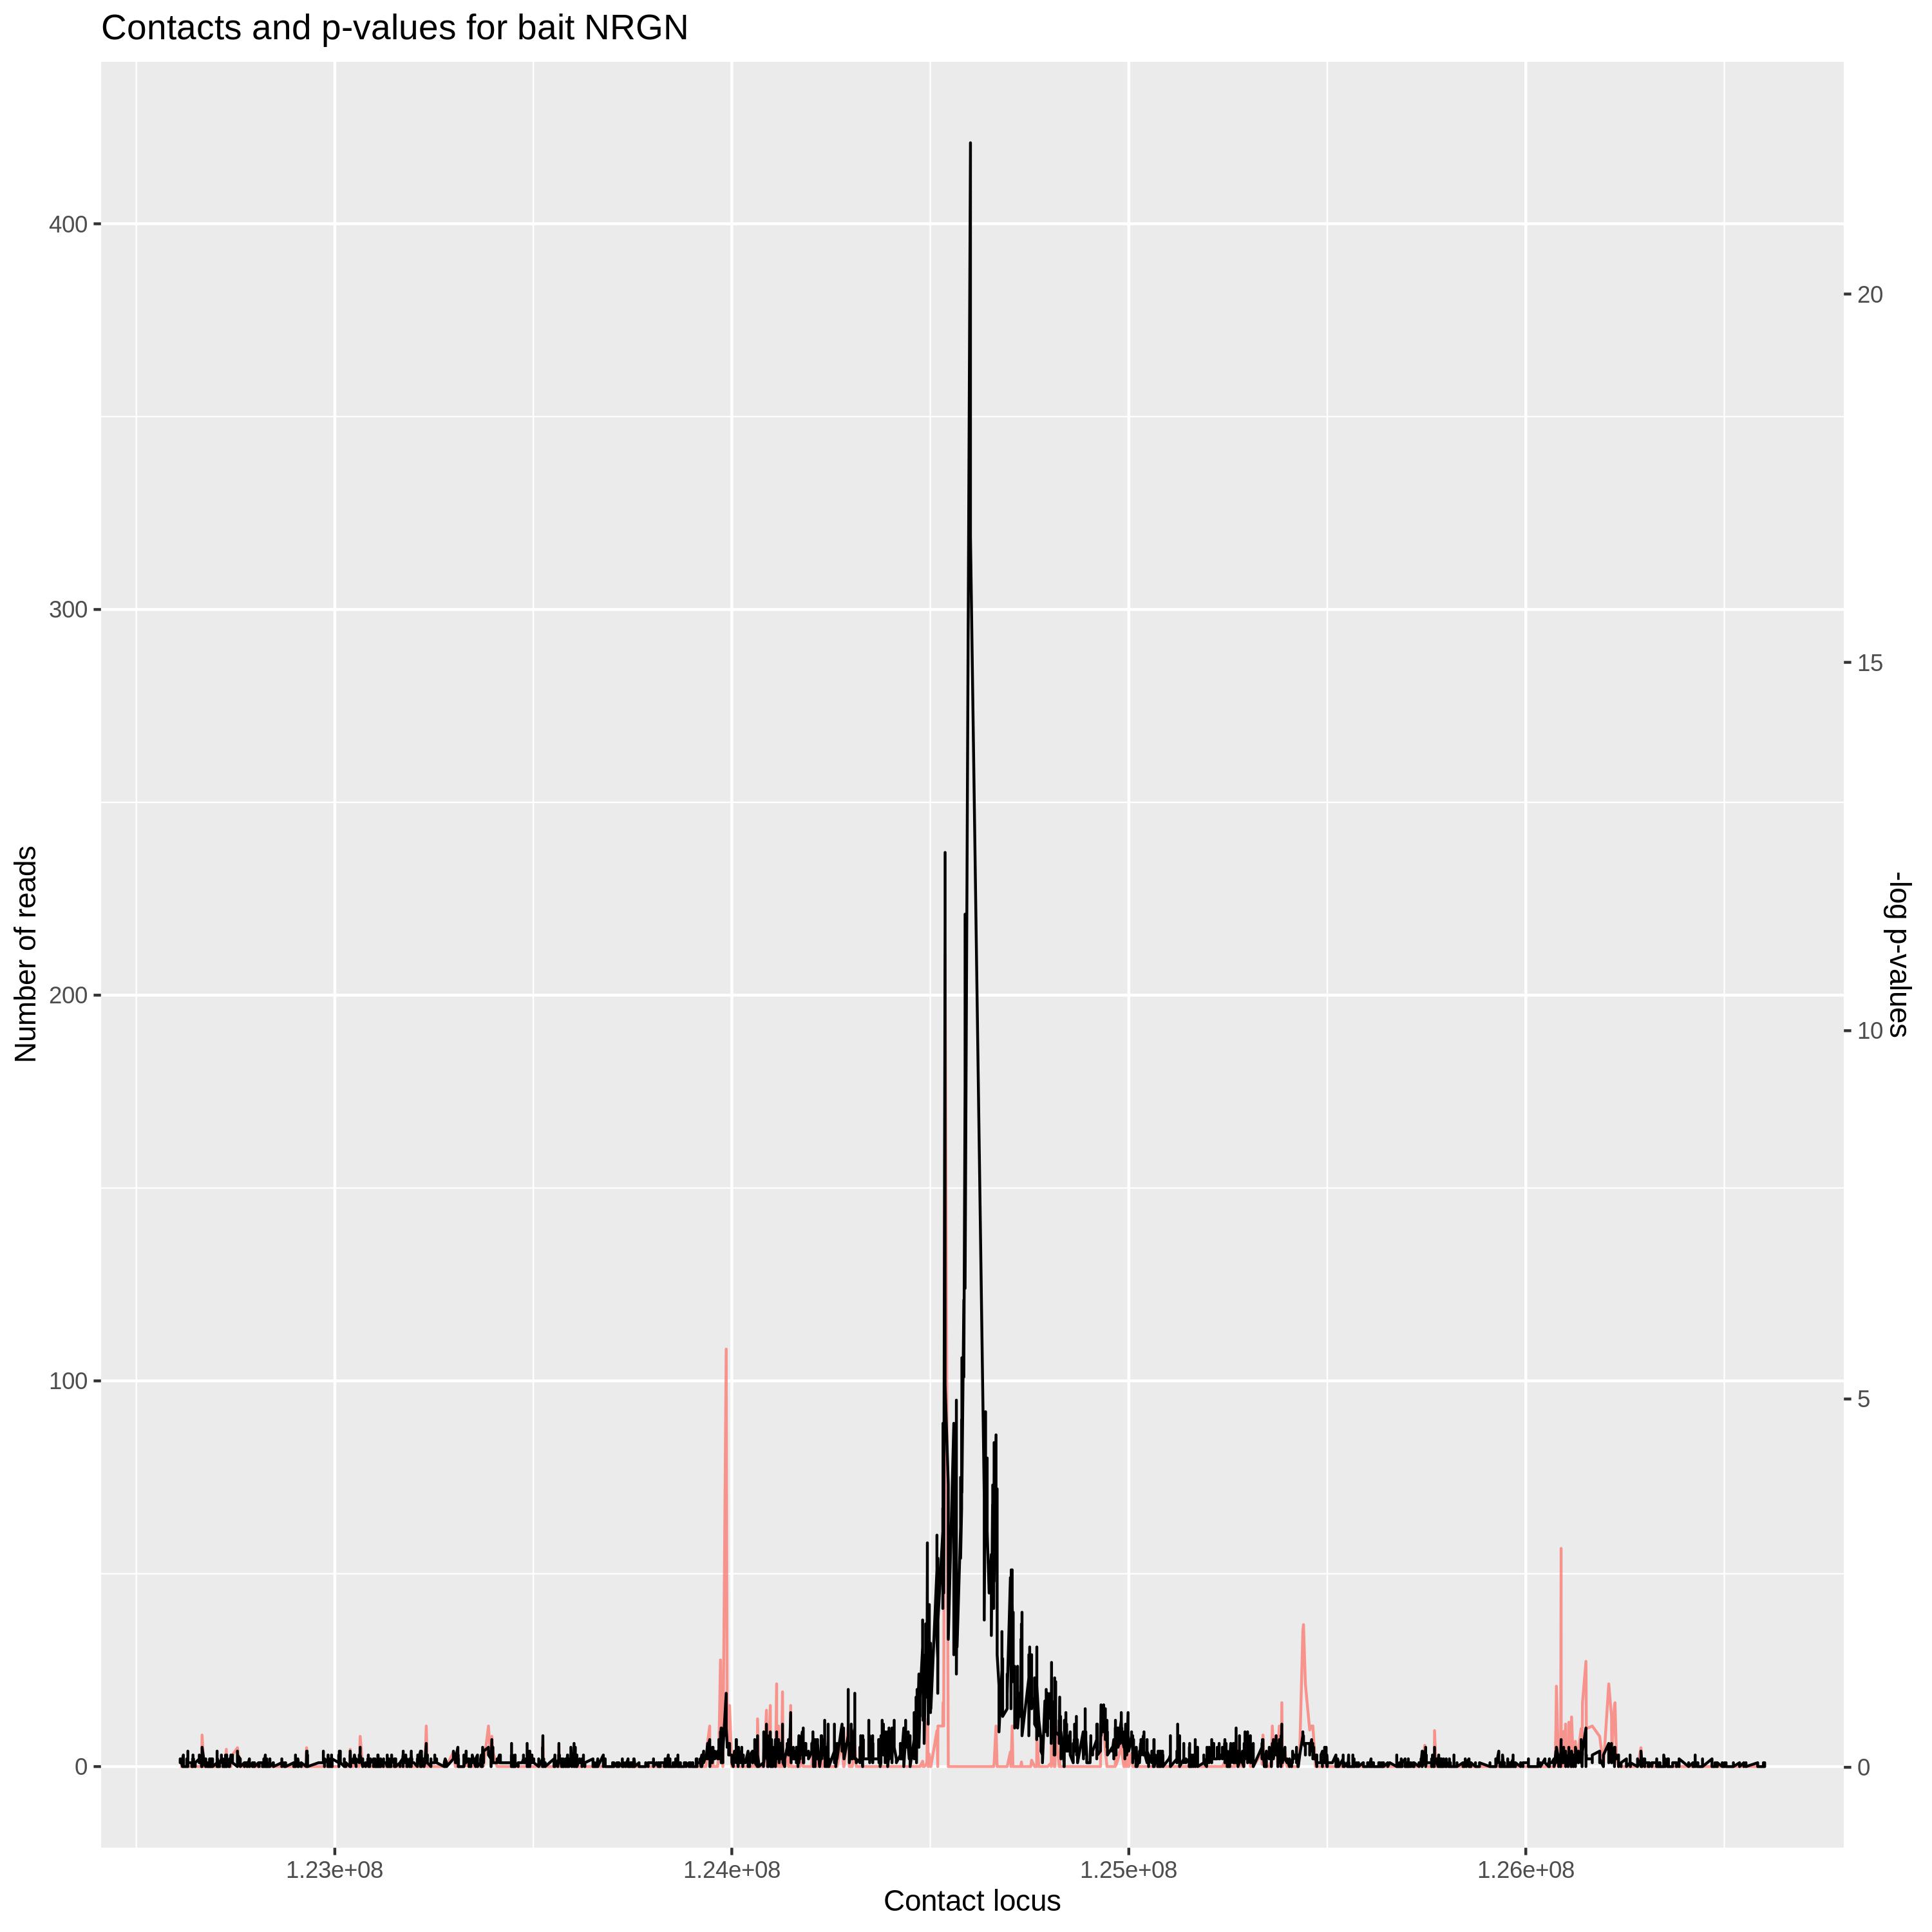 Contacts and p-values for bait NRGN
Number of reads
400
300
200
100
0
20
15
10
5
0
-log p-values
1.23e+08
1.24e+08
1.25e+08
1.26e+08
Contact locus